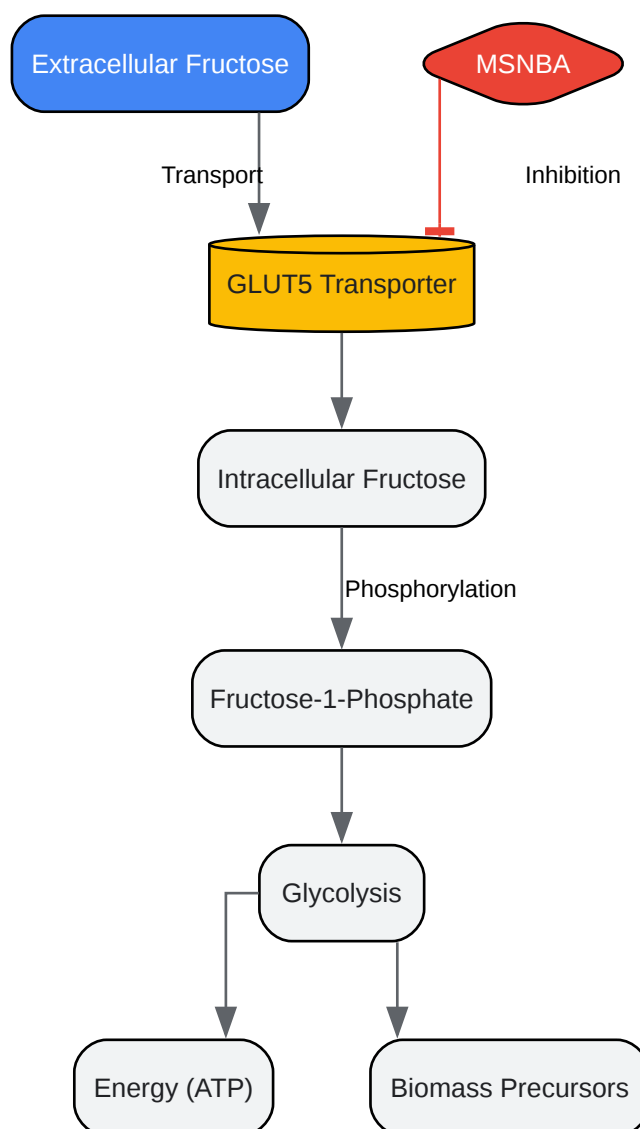 Extracellular Fructose
MSNBA
Transport
Inhibition
GLUT5 Transporter
Intracellular Fructose
Phosphorylation
Fructose-1-Phosphate
Glycolysis
Energy (ATP)
Biomass Precursors